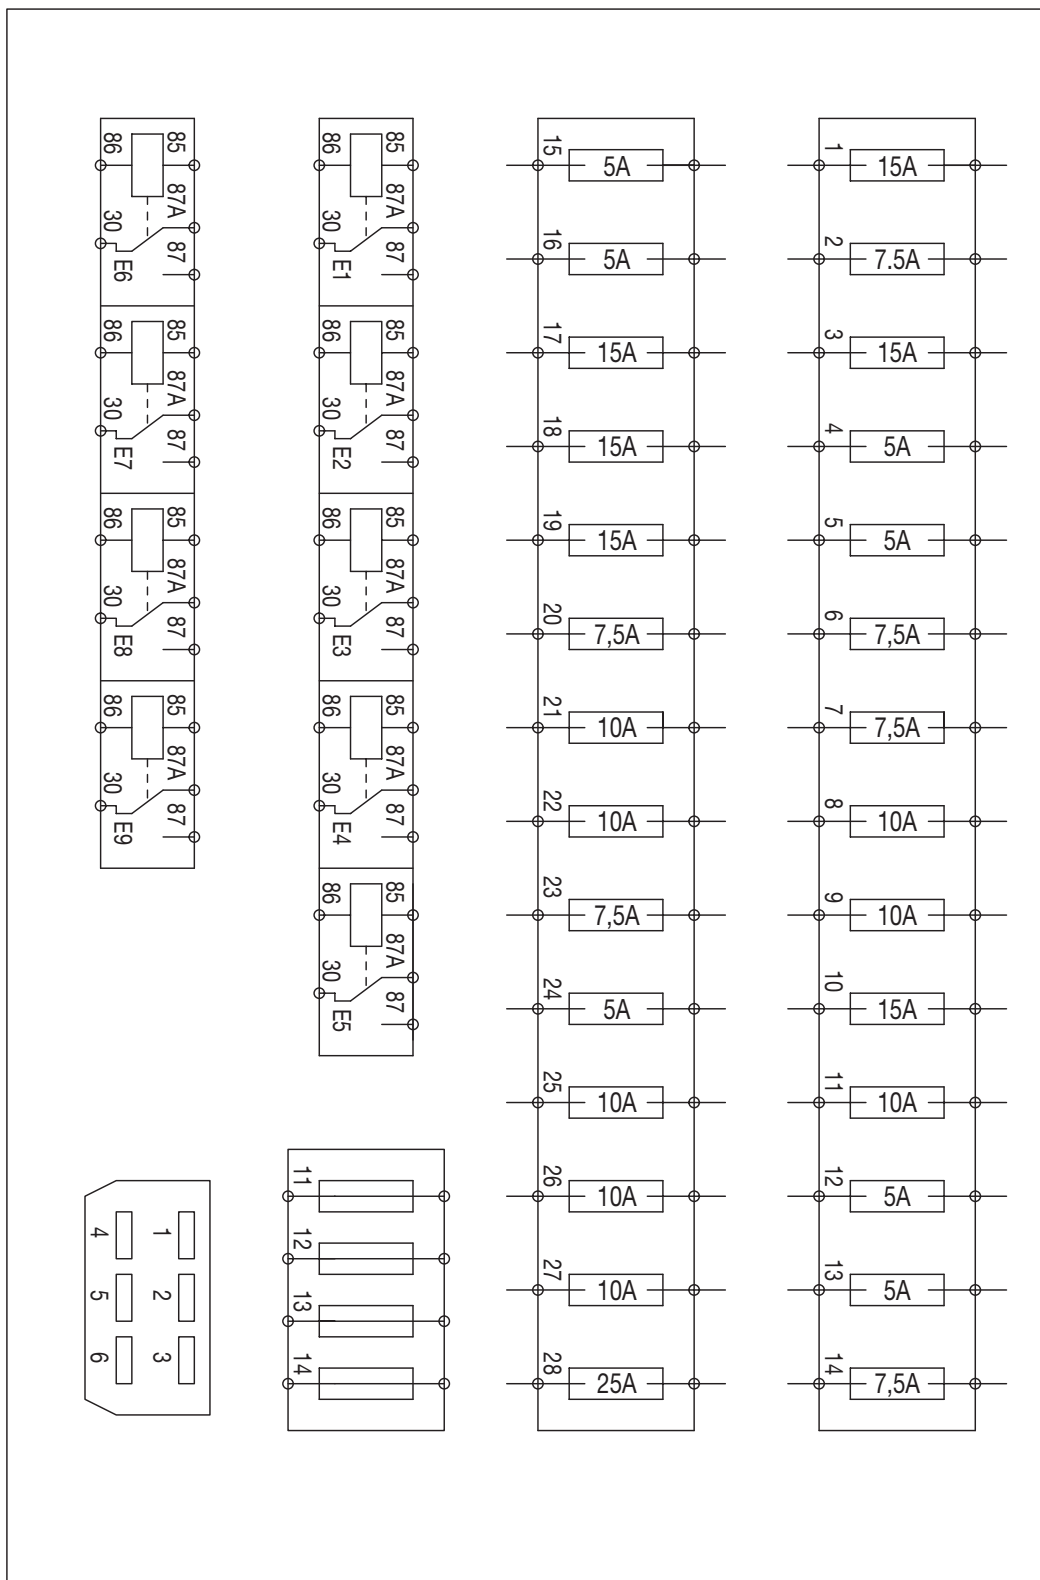 86 85
87A
30 87
E6
86 85
87A
30 87
E7
86 85
87A
30 87
E8
86 85
87A
30 87
E9
86 85
87A
30 87
E1
86 85
87A
30 87
E2
86 85
87A
30 87
E3
86 85
87A
30 87
E4
86 85
87A
30 87
E5
15 5A
16 5A
17 15A
18 15A
19 15A
20 7,5A
21 10A
22 10A
23 7,5A
24 5A
25 10A
26 10A
27 10A
28 25A
1 15A
2 7.5A
3 15A
4 5A
5 5A
6 7,5A
7 7,5A
8 10A
9 10A
10 15A
11 10A
12 5A
13 5A
14 7,5A
4 1
5 2
6 3
11
12
13
14